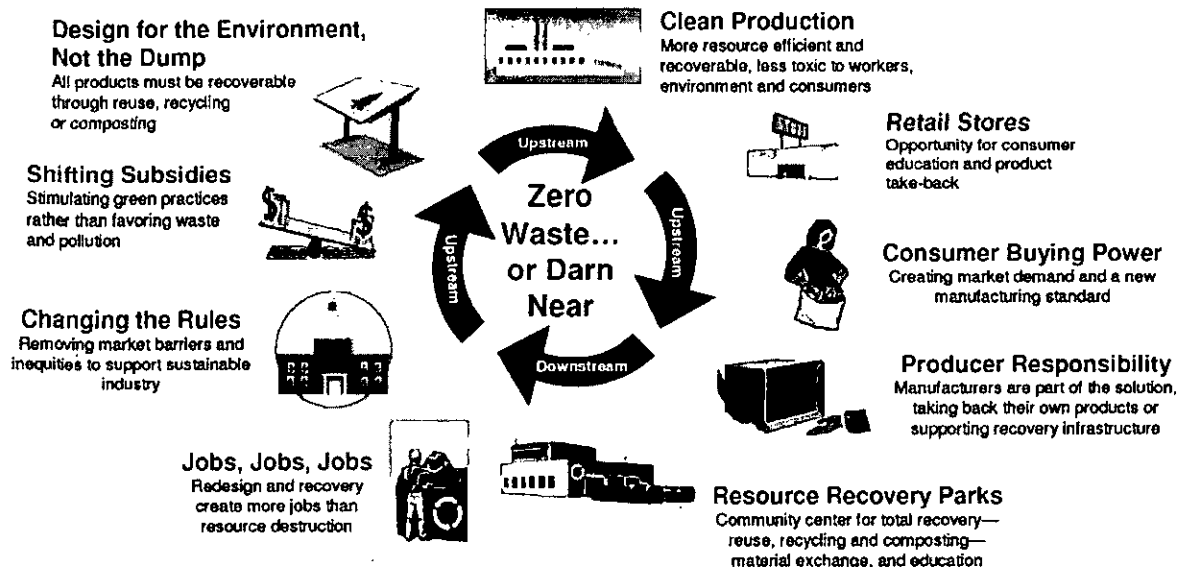 Design for the Environment,
Not the Dump
All products must be recoverable
through reuse, recycling
or composting
Clean Production
More resource efficient and
recoverable, less toxic to workers,
environment and consumers
Retail Stores
Opportunity for consumer
education and product
take-back
Shifting Subsidies
Stimulating green practices
rather than favoring waste
and pollution
Upstream
Upstream
Upstream
Downstream
Zero
Waste...
or Darn
Near
Consumer Buying Power
Creating market demand and a new
manufacturing standard
Changing the Rules
Removing market barriers and
inequities to support sustainable
industry
Producer Responsibility
Manufacturers are part of the solution,
taking back their own products or
supporting recovery infrastructure
Jobs, Jobs, Jobs
Redesign and recovery
create more jobs than
resource destruction
Resource Recovery Parks
Community center for total recovery—
reuse, recycling and composting—
material exchange, and education